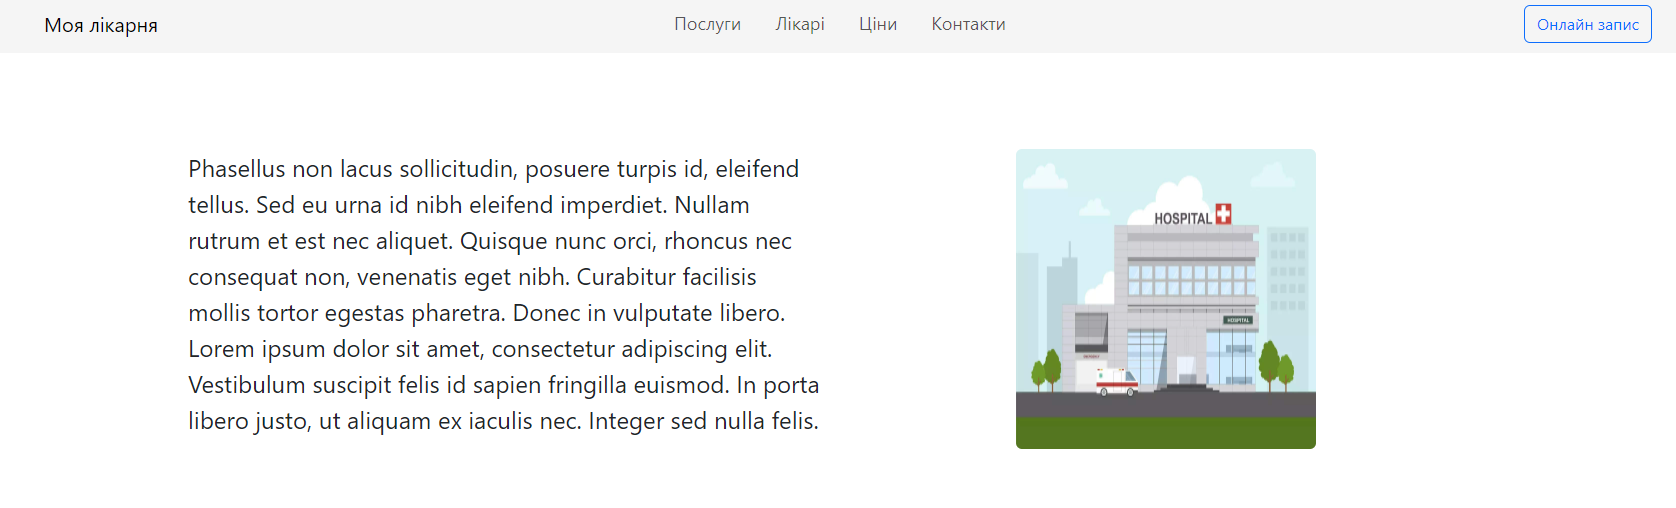 Моя лікарня
Послуги Лікарі Ціни Контакти
Онлайн запис
Phasellus non lacus sollicitudin, posuere turpis id, eleifend
tellus. Sed eu urna id nibh eleifend imperdiet. Nullam
rutrum et est nec aliquet. Quisque nunc orci, rhoncus nec
consequat non, venenatis eget nibh. Curabitur facilisis
mollis tortor egestas pharetra. Donec in vulputate libero.
Lorem ipsum dolor sit amet, consectetur adipiscing elit.
Vestibulum suscipit felis id sapien fringilla euismod. In porta
libero justo, ut aliquam ex iaculis nec. Integer sed nulla felis.
HOSPITAL
HOSPITAL